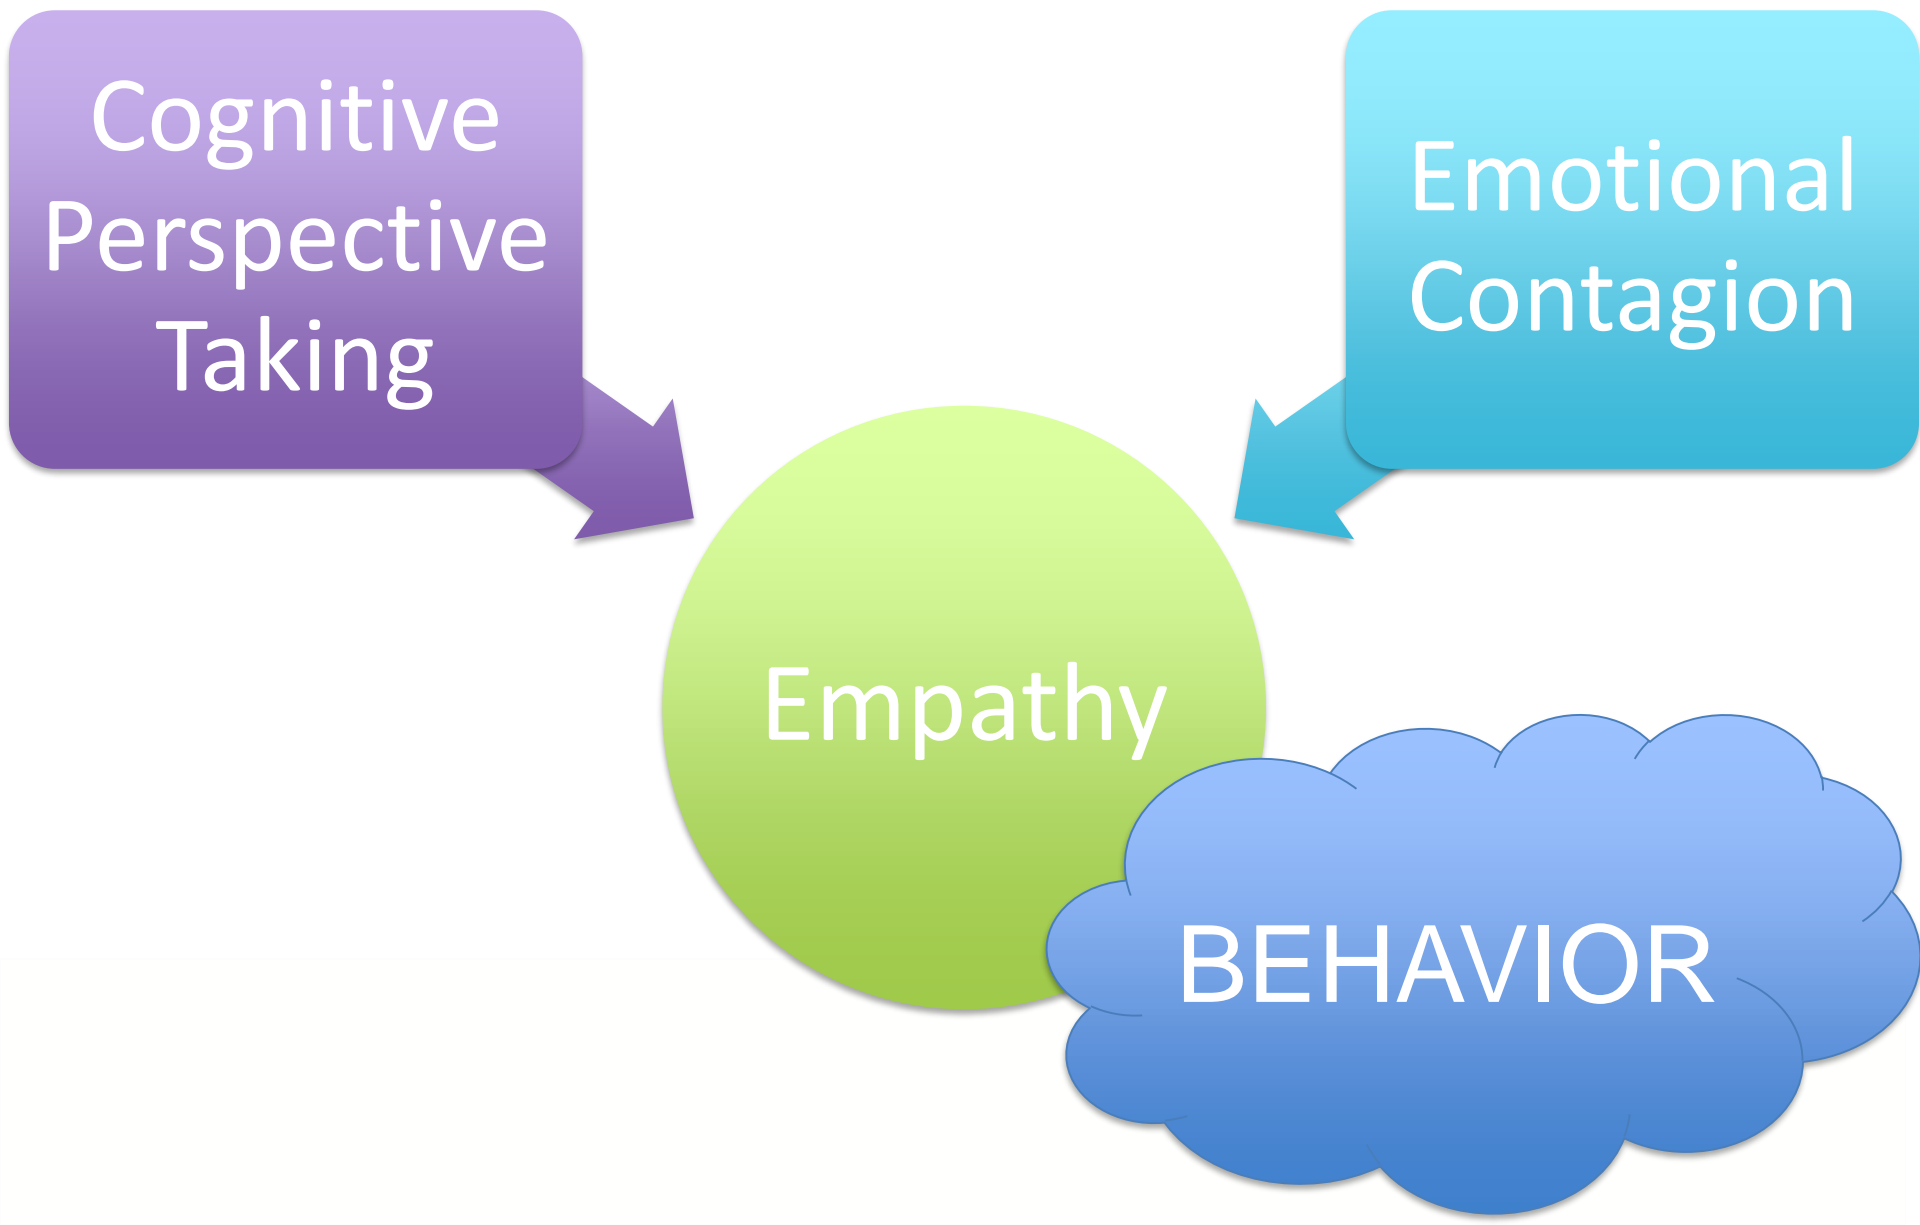 Cognitive
Perspective
Taking
Emotional
Contagion
Empathy
BEHAVIOR